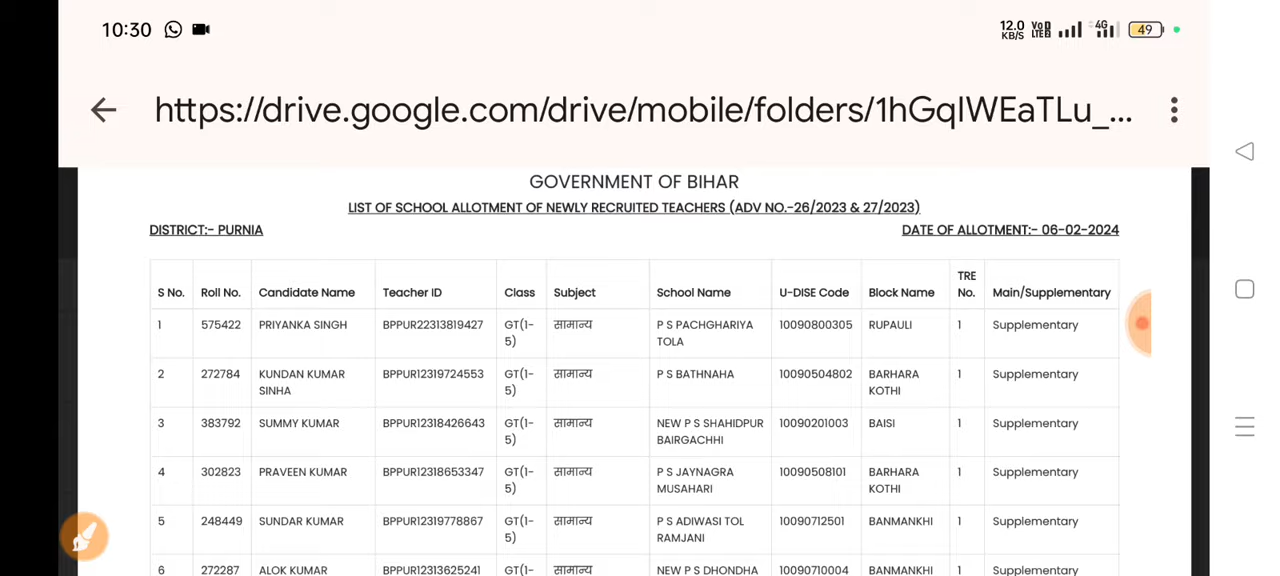 10:30 12.0 KB/S Vo LTE 4G 49
https://drive.google.com/drive/mobile/folders/1hGqIWEaTLu_...
GOVERNMENT OF BIHAR
LIST OF SCHOOL ALLOTMENT OF NEWLY RECRUITED TEACHERS (ADV NO.-26/2023 & 27/2023)
DISTRICT:- PURNIA DATE OF ALLOTMENT:- 06-02-2024
S No. Roll No. Candidate Name Teacher ID Class Subject School Name U-DISE Code Block Name TRE No. Main/Supplementary
1 575422 PRIYANKA SINGH BPPUR22313819427 GT(1-5) सामान्य P S PACHGHARIYA TOLA 10090800305 RUPAULI 1 Supplementary
2 272784 KUNDAN KUMAR SINHA BPPUR12319724553 GT(1-5) सामान्य P S BATHNAHA 10090504802 BARHARA KOTHI 1 Supplementary
3 383792 SUMMY KUMAR BPPUR12318426643 GT(1-5) सामान्य NEW P S SHAHIDPUR BAIRGACHHI 10090201003 BAISI 1 Supplementary
4 302823 PRAVEEN KUMAR BPPUR12318653347 GT(1-5) सामान्य P S JAYNAGRA MUSAHARI 10090508101 BARHARA KOTHI 1 Supplementary
5 248449 SUNDAR KUMAR BPPUR12319778867 GT(1-5) सामान्य P S ADIWASI TOL RAMJANI 10090712501 BANMANKHI 1 Supplementary
6 272287 ALOK KUMAR BPPUR12313625241 GT(1- सामान्य NEW P S DHONDHA 10090710004 BANMANKHI 1 Supplementary